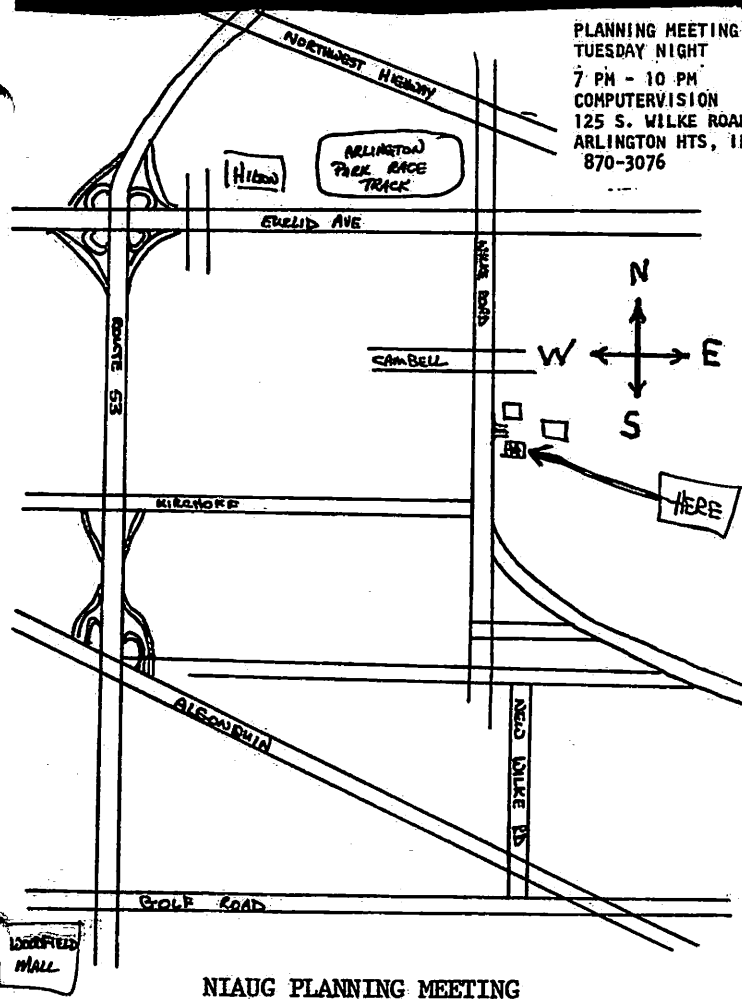 PLANNING MEETING
TUESDAY NIGHT
7 PM - 10 PM
COMPUTERVISION
125 S. WILKE ROAD
ARLINGTON HTS, I
870-3076
NORTHWEST HIGHWAY
HILTON
ARLINGTON
PARK RACE
TRACK
EUCLID AVE
WILKE ROAD
ROUTE 53
CAMBELL
N
W
E
S
HERE
KIRCHOFF
ALGONQUIN
NEW WILKE RD
GOLF ROAD
WOODFIELD
MALL
NIAUG PLANNING MEETING